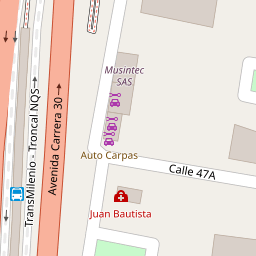 Musintec
SAS
Auto Carpas
Calle 47A
Juan Bautista
Avenida Carrera 30
TransMilenio - Troncal NQS